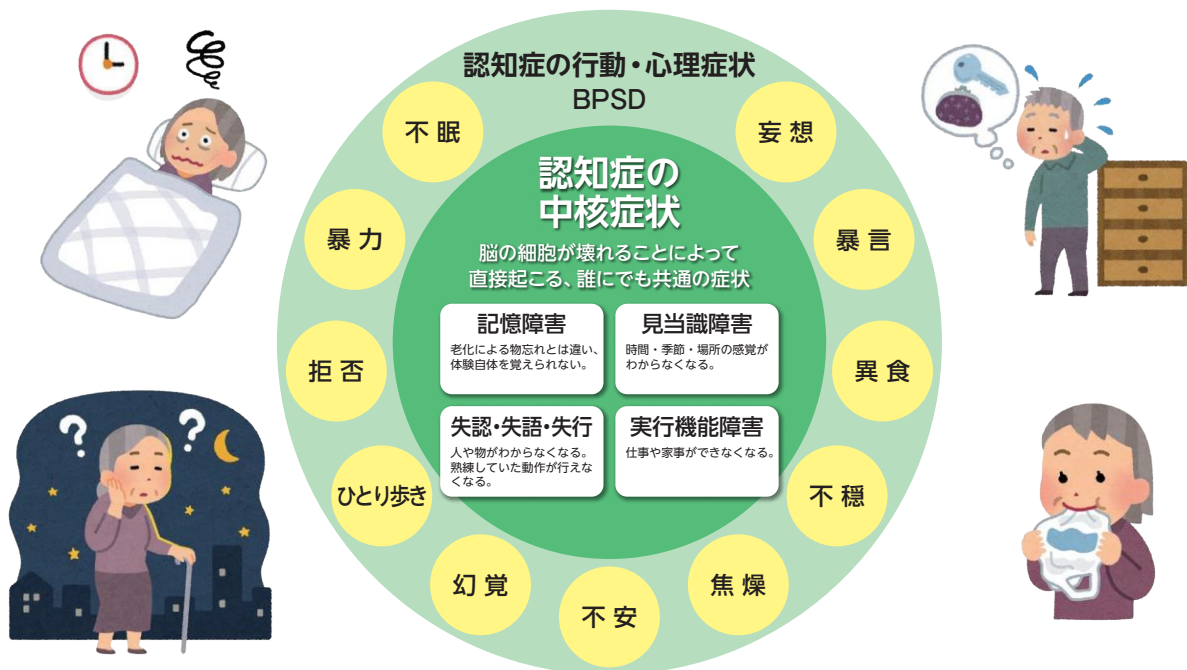 認知症の行動・心理症状
BPSD
不眠
妄想
暴力
暴言
拒否
異食
ひとり歩き
不穏
幻覚
焦燥
不安
認知症の
中核症状
脳の細胞が壊れることによって
直接起こる、誰にでも共通の症状
記憶障害
老化による物忘れとは違い、
体験自体を覚えられない。
見当識障害
時間・季節・場所の感覚が
わからなくなる。
失認・失語・失行
人や物がわからなくなる。
熟練していた動作が行えな
くなる。
実行機能障害
仕事や家事ができなくなる。
?
?